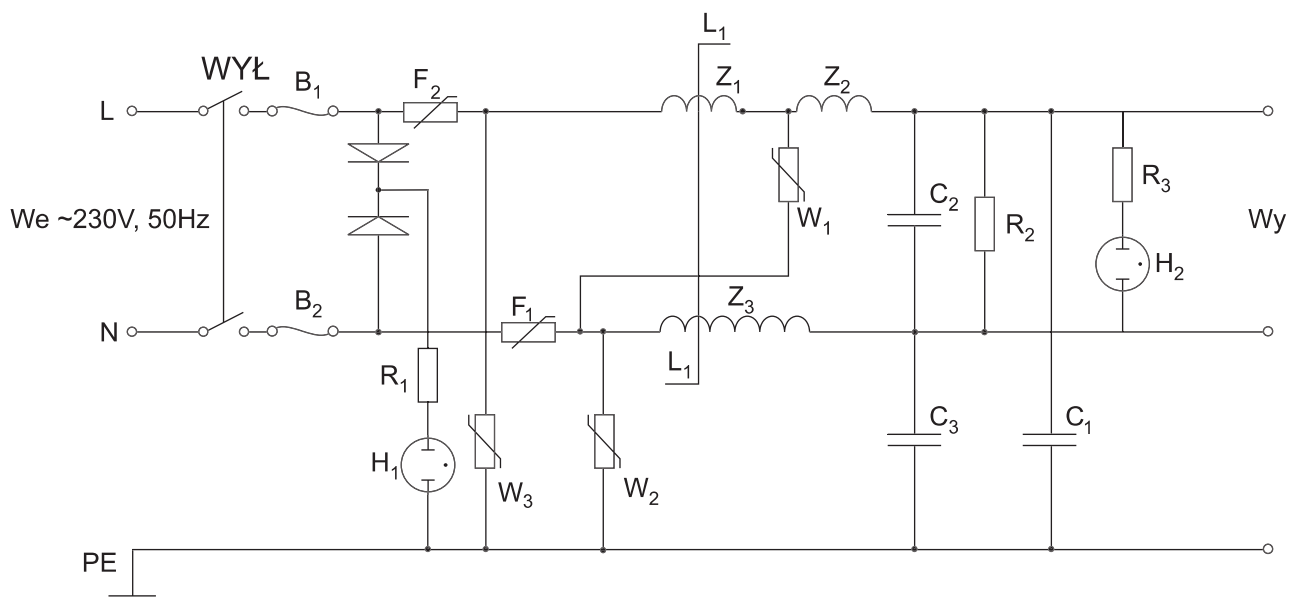 L₁
WYŁ
B₁
F₂
Z₁
Z₂
L
W₁
C₂
R₂
R₃
H₂
We ~230V, 50Hz
Wy
B₂
F₁
Z₃
N
L₁
R₁
H₁
W₃
W₂
C₃
C₁
PE